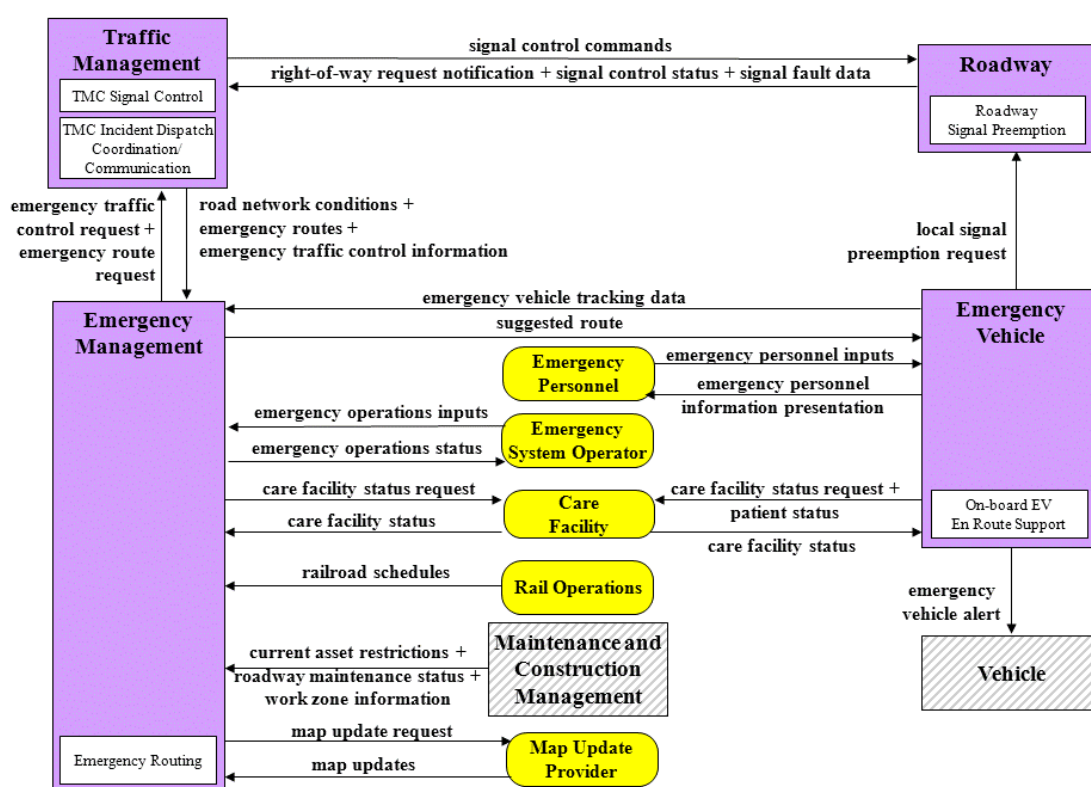 Traffic
Management
TMC Signal Control
TMC Incident Dispatch
Coordination/
Communication
signal control commands
right-of-way request notification + signal control status + signal fault data
Roadway
Roadway
Signal Preemption
emergency traffic
control request +
emergency route
request
road network conditions +
emergency routes +
emergency traffic control information
local signal
preemption request
Emergency
Management
emergency vehicle tracking data
suggested route
Emergency
Vehicle
Emergency
Personnel
emergency personnel inputs
emergency personnel
information presentation
emergency operations inputs
emergency operations status
Emergency
System Operator
care facility status request
care facility status
Care
Facility
care facility status request +
patient status
care facility status
On-board EV
En Route Support
railroad schedules
Rail Operations
emergency
vehicle alert
current asset restrictions +
roadway maintenance status +
work zone information
Maintenance and
Construction
Management
Vehicle
Emergency Routing
map update request
map updates
Map Update
Provider